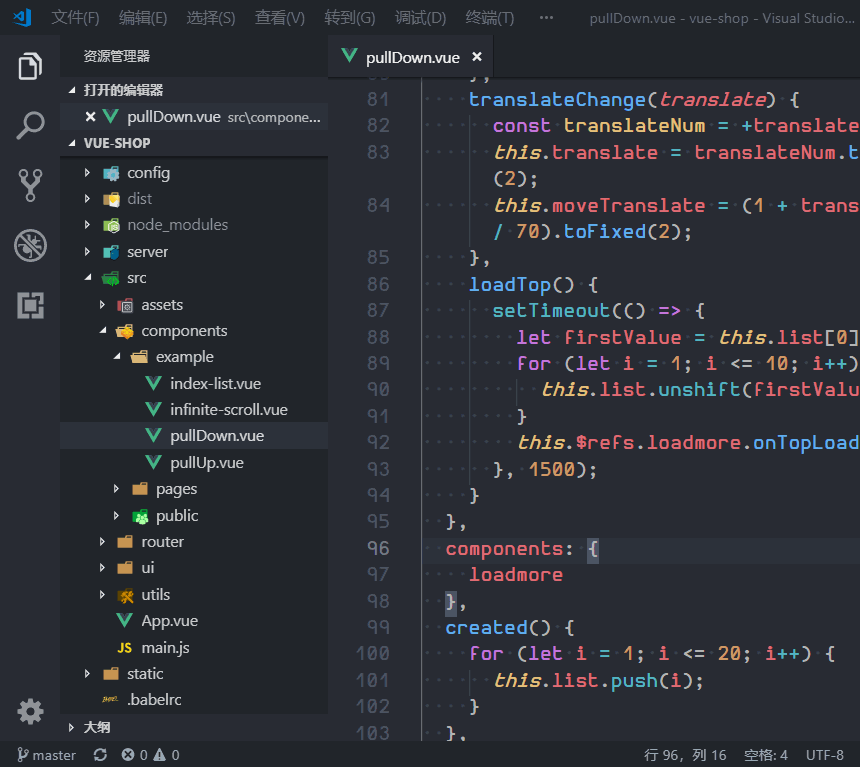 文件(F) 编辑(E) 选择(S) 查看(V) 转到(G) 调试(D) 终端(T) ··· pullDown.vue - vue-shop - Visual Studio...
资源管理器
打开的编辑器
pullDown.vue src\compone...
VUE-SHOP
config
dist
node_modules
server
src
assets
components
example
index-list.vue
infinite-scroll.vue
pullDown.vue
pullUp.vue
pages
public
router
ui
utils
App.vue
JS main.js
static
.babelrc
大纲
pullDown.vue
81 translateChange(translate) {
82 const translateNum = +translate
83 this.translate = translateNum.t
(2);
84 this.moveTranslate = (1 + trans
/ 70).toFixed(2);
85 },
86 loadTop() {
87 setTimeout(() => {
88 let firstValue = this.list[0]
89 for (let i = 1; i <= 10; i++)
90 this.list.unshift(firstValu
91 }
92 this.$refs.loadmore.onTopLoad
93 }, 1500);
94 }
95 },
96 components: {
97 loadmore
98 },
99 created() {
100 for (let i = 1; i <= 20; i++) {
101 this.list.push(i);
102 }
103 },
master 0 0 行 96，列 16 空格: 4 UTF-8